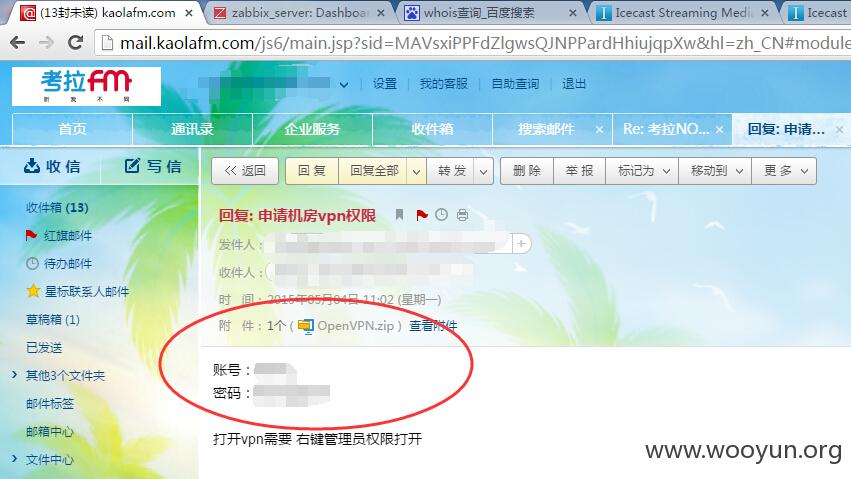 (13封未读) kaolafm.com
zabbix_server: Dashboar
whois查询_百度搜索
Icecast Streaming Media
Icecast
mail.kaolafm.com/js6/main.jsp?sid=MAVsxiPPFdZlgwsQJNPPardHhiujqpXw&hl=zh_CN#module
考拉FM
听我不同
设置 | 我的客服 | 自助查询 | 退出
首页 通讯录 企业服务 收件箱 搜索邮件 × Re: 考拉NO... × 回复: 申请... ×
收信 写信
<< 返回 回复 回复全部 转发 删除 举报 标记为 移动到 更多
收件箱 (13)
红旗邮件
待办邮件
星标联系人邮件
草稿箱 (1)
已发送
其他3个文件夹
邮件标签
邮箱中心
文件中心
回复: 申请机房vpn权限
发件人：
收件人：
时 间：2015年05月04日 11:02 (星期一)
附 件：1个 ( OpenVPN.zip ) 查看附件
账号：
密码：
打开vpn需要 右键管理员权限打开
www.wooyun.org